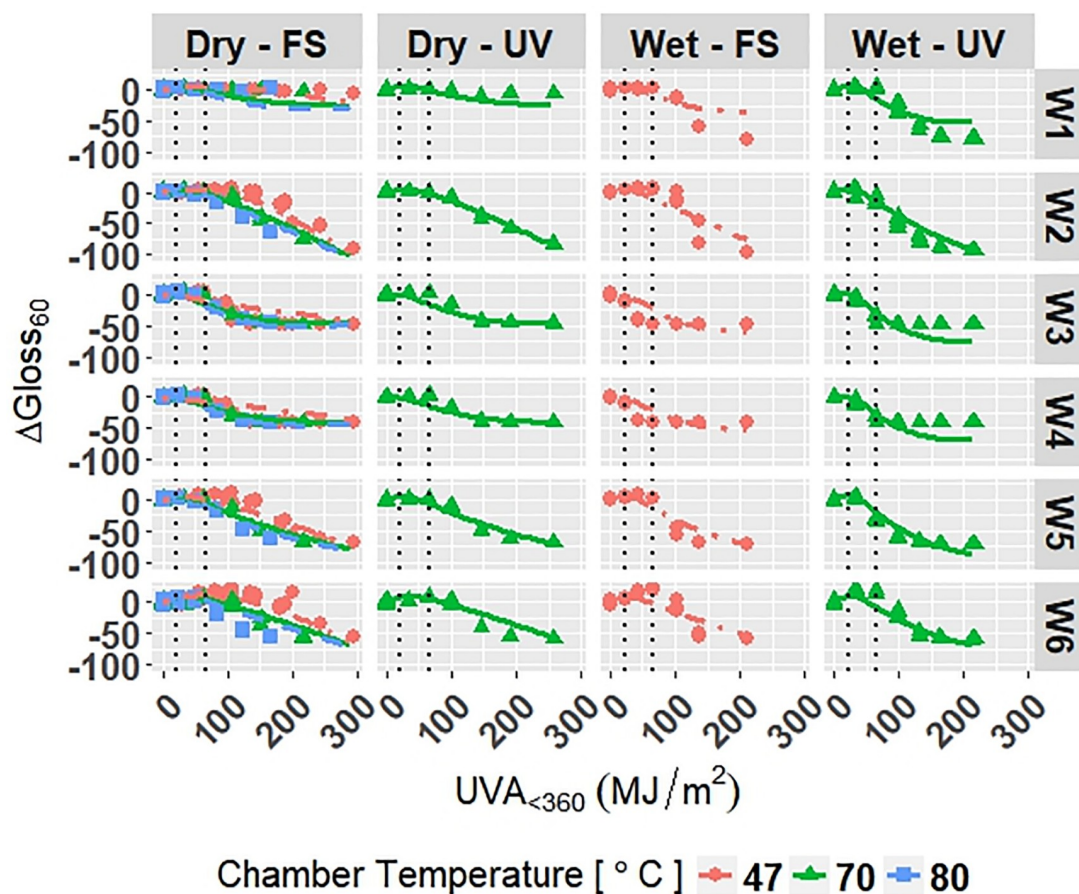 Dry - FS Dry - UV Wet - FS Wet - UV
0
-50
-100
W1
0
-50
-100
W2
0
-50
-100
W3
0
-50
-100
W4
0
-50
-100
W5
0
-50
-100
W6
ΔGloss₆₀
0 100 200 300 0 100 200 300 0 100 200 300 0 100 200 300
UVA<360 (MJ/m²)
Chamber Temperature [ ° C ] 47 70 80